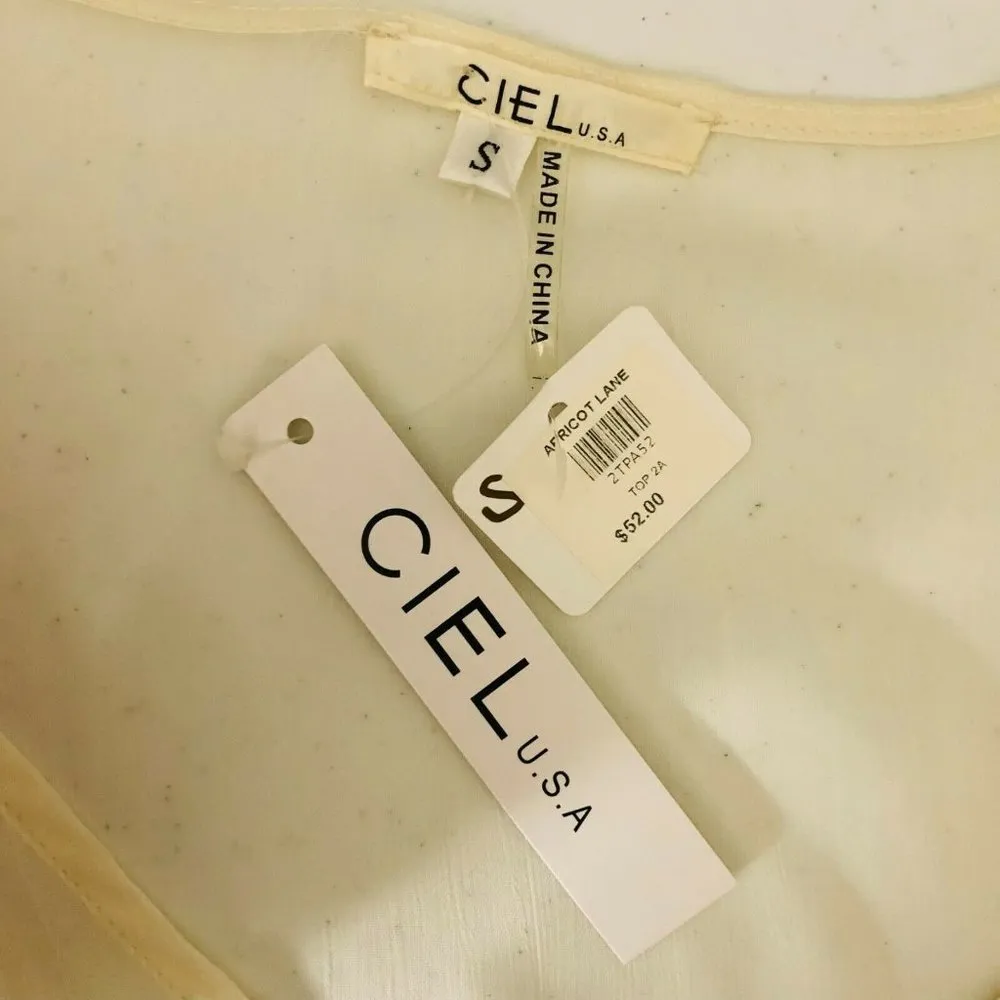 CIEL U.S.A
S
MADE IN CHINA
APRICOT LANE
2TPA52
TOP 2A
$52.00
S
CIEL U.S.A